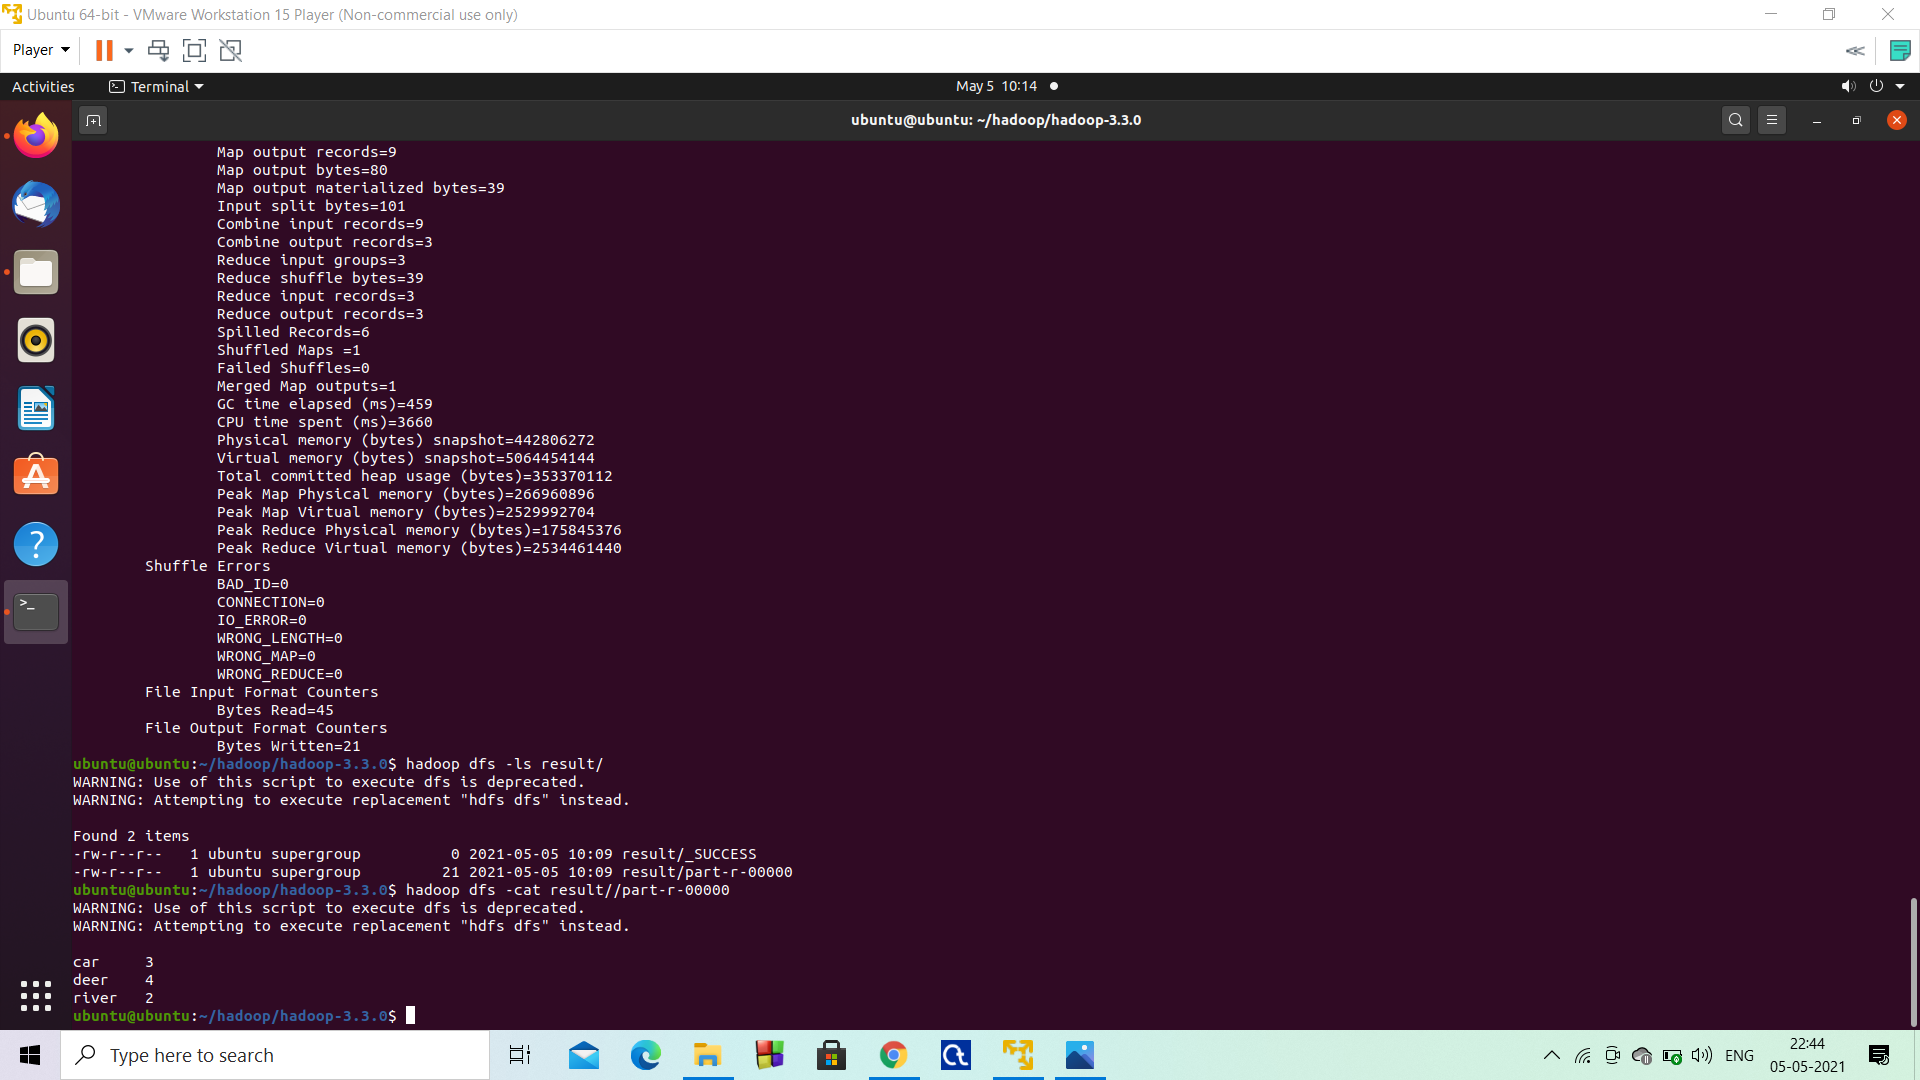 Ubuntu 64-bit - VMware Workstation 15 Player (Non-commercial use only)
Player
Activities
Terminal
May 5 10:14
ubuntu@ubuntu: ~/hadoop/hadoop-3.3.0
Map output records=9
Map output bytes=80
Map output materialized bytes=39
Input split bytes=101
Combine input records=9
Combine output records=3
Reduce input groups=3
Reduce shuffle bytes=39
Reduce input records=3
Reduce output records=3
Spilled Records=6
Shuffled Maps =1
Failed Shuffles=0
Merged Map outputs=1
GC time elapsed (ms)=459
CPU time spent (ms)=3660
Physical memory (bytes) snapshot=442806272
Virtual memory (bytes) snapshot=5064454144
Total committed heap usage (bytes)=353370112
Peak Map Physical memory (bytes)=266960896
Peak Map Virtual memory (bytes)=2529992704
Peak Reduce Physical memory (bytes)=175845376
Peak Reduce Virtual memory (bytes)=2534461440
Shuffle Errors
BAD_ID=0
CONNECTION=0
IO_ERROR=0
WRONG_LENGTH=0
WRONG_MAP=0
WRONG_REDUCE=0
File Input Format Counters
Bytes Read=45
File Output Format Counters
Bytes Written=21
ubuntu@ubuntu:~/hadoop/hadoop-3.3.0$ hadoop dfs -ls result/
WARNING: Use of this script to execute dfs is deprecated.
WARNING: Attempting to execute replacement "hdfs dfs" instead.
Found 2 items
-rw-r--r--   1 ubuntu supergroup          0 2021-05-05 10:09 result/_SUCCESS
-rw-r--r--   1 ubuntu supergroup         21 2021-05-05 10:09 result/part-r-00000
ubuntu@ubuntu:~/hadoop/hadoop-3.3.0$ hadoop dfs -cat result//part-r-00000
WARNING: Use of this script to execute dfs is deprecated.
WARNING: Attempting to execute replacement "hdfs dfs" instead.
car     3
deer    4
river   2
ubuntu@ubuntu:~/hadoop/hadoop-3.3.0$
Type here to search
ENG
22:44
05-05-2021